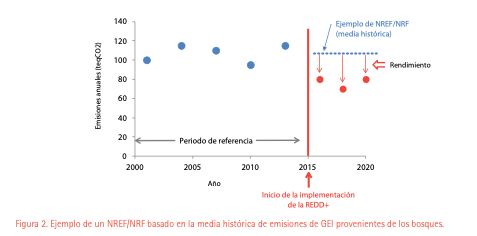 140
120
100
80
60
40
20
0
Emisiones anuales (teqCO2)
Ejemplo de NREF/NRF
(media histórica)
Rendimiento
Periodo de referencia
2000
2005
2010
2015
2020
Año
Inicio de la implementación
de la REDD+
Figura 2. Ejemplo de un NREF/NRF basado en la media histórica de emisiones de GEI provenientes de los bosques.